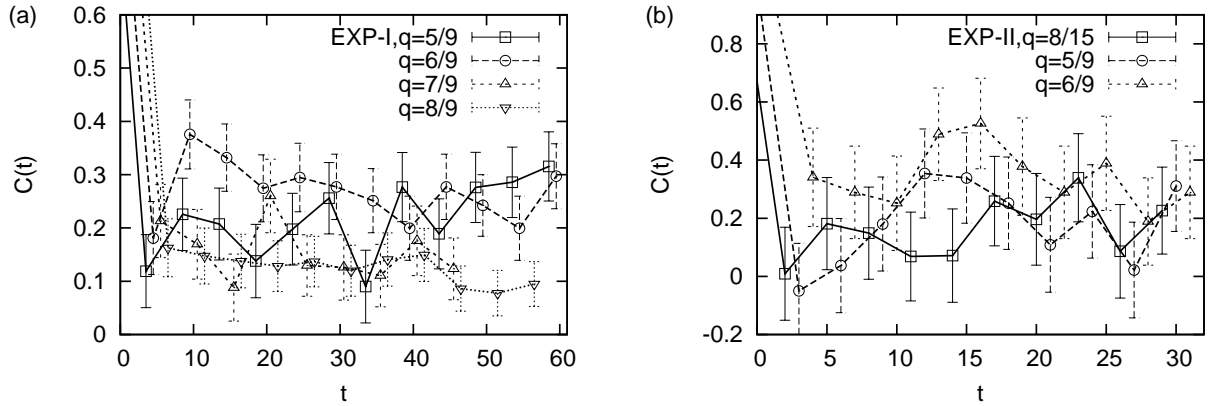 (a)
0.6
0.5
0.4
0.3
0.2
0.1
0
C(t)
0 10 20 30 40 50 60
t
EXP-I,q=5/9
q=6/9
q=7/9
q=8/9
(b)
0.8
0.6
0.4
0.2
0
-0.2
C(t)
0 5 10 15 20 25 30
t
EXP-II,q=8/15
q=5/9
q=6/9